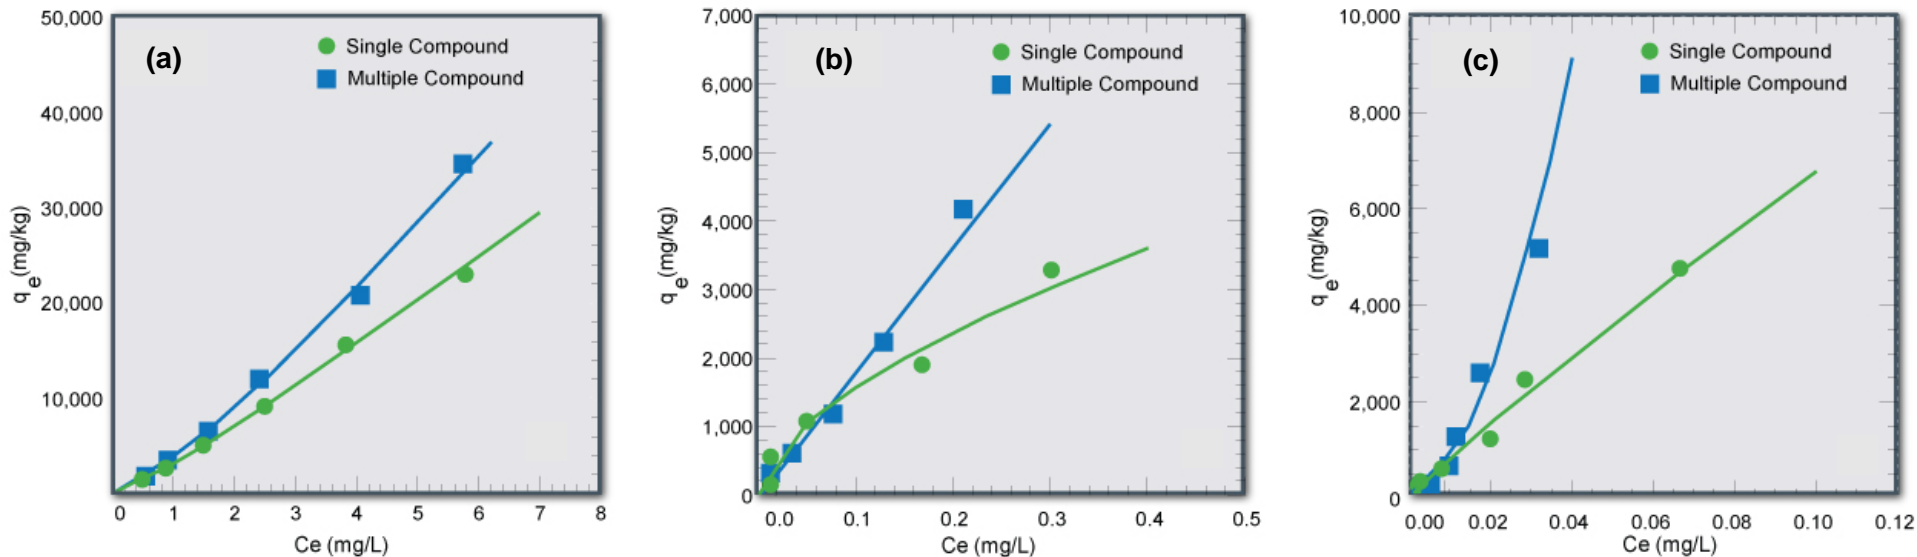 (a)
Single Compound
Multiple Compound
50,000
40,000
30,000
20,000
10,000
q e (mg/kg)
0 1 2 3 4 5 6 7 8
Ce (mg/L)
(b)
Single Compound
Multiple Compound
7,000
6,000
5,000
4,000
3,000
2,000
1,000
0
q e (mg/kg)
0.0 0.1 0.2 0.3 0.4 0.5
Ce (mg/L)
(c)
Single Compound
Multiple Compound
10,000
8,000
6,000
4,000
2,000
0
q e (mg/kg)
0.00 0.02 0.04 0.06 0.08 0.10 0.12
Ce (mg/L)